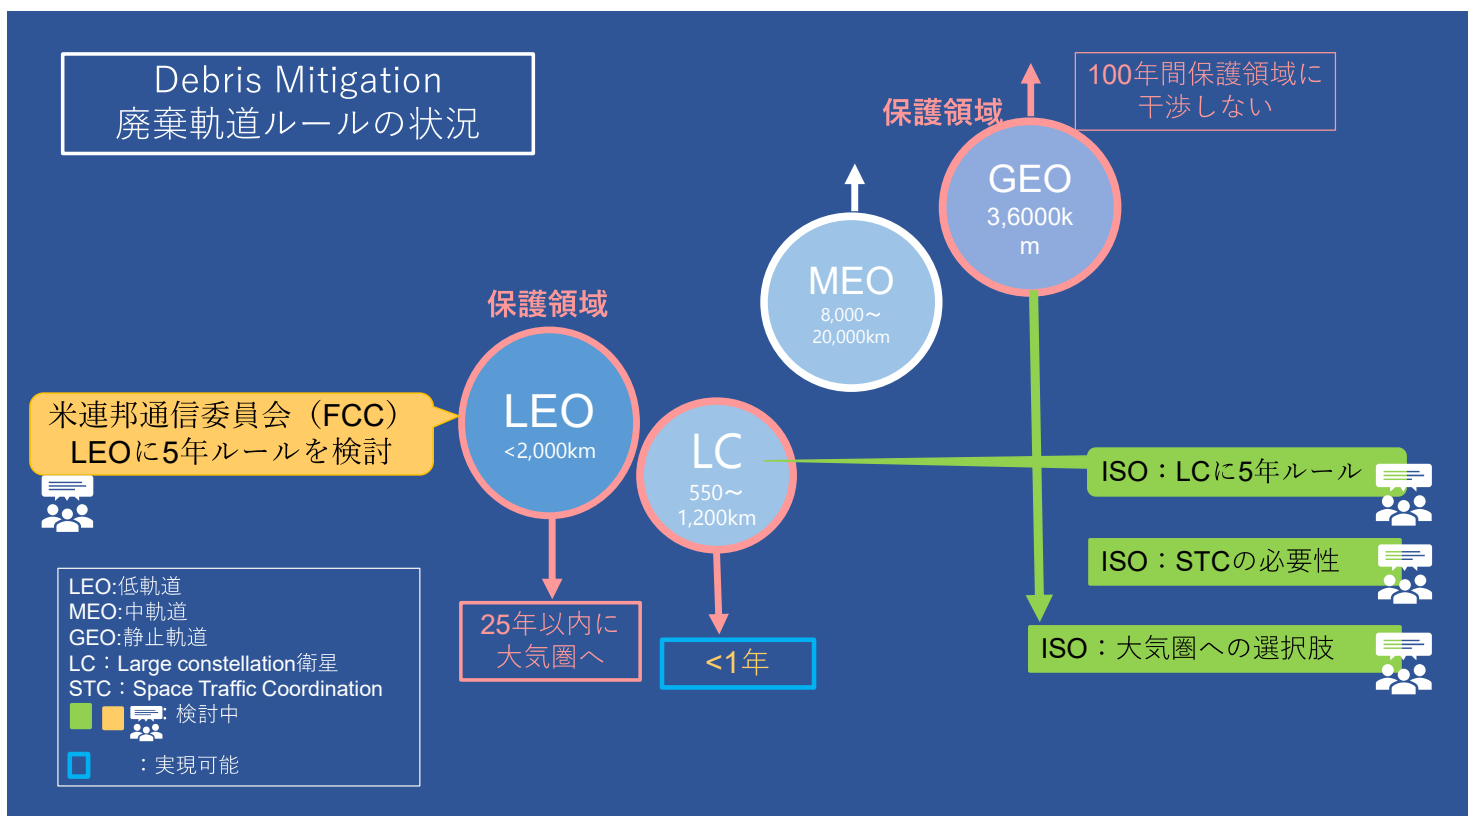 Debris Mitigation
廃棄軌道ルールの状況
100年間保護領域に
干渉しない
保護領域
GEO
3,6000k
m
MEO
8,000～
20,000km
保護領域
LEO
<2,000km
米連邦通信委員会（FCC）
LEOに5年ルールを検討
LC
550～
1,200km
ISO：LCに5年ルール
ISO：STCの必要性
ISO：大気圏への選択肢
25年以内に
大気圏へ
<1年
LEO:低軌道
MEO:中軌道
GEO:静止軌道
LC：Large constellation衛星
STC：Space Traffic Coordination
：検討中
：実現可能